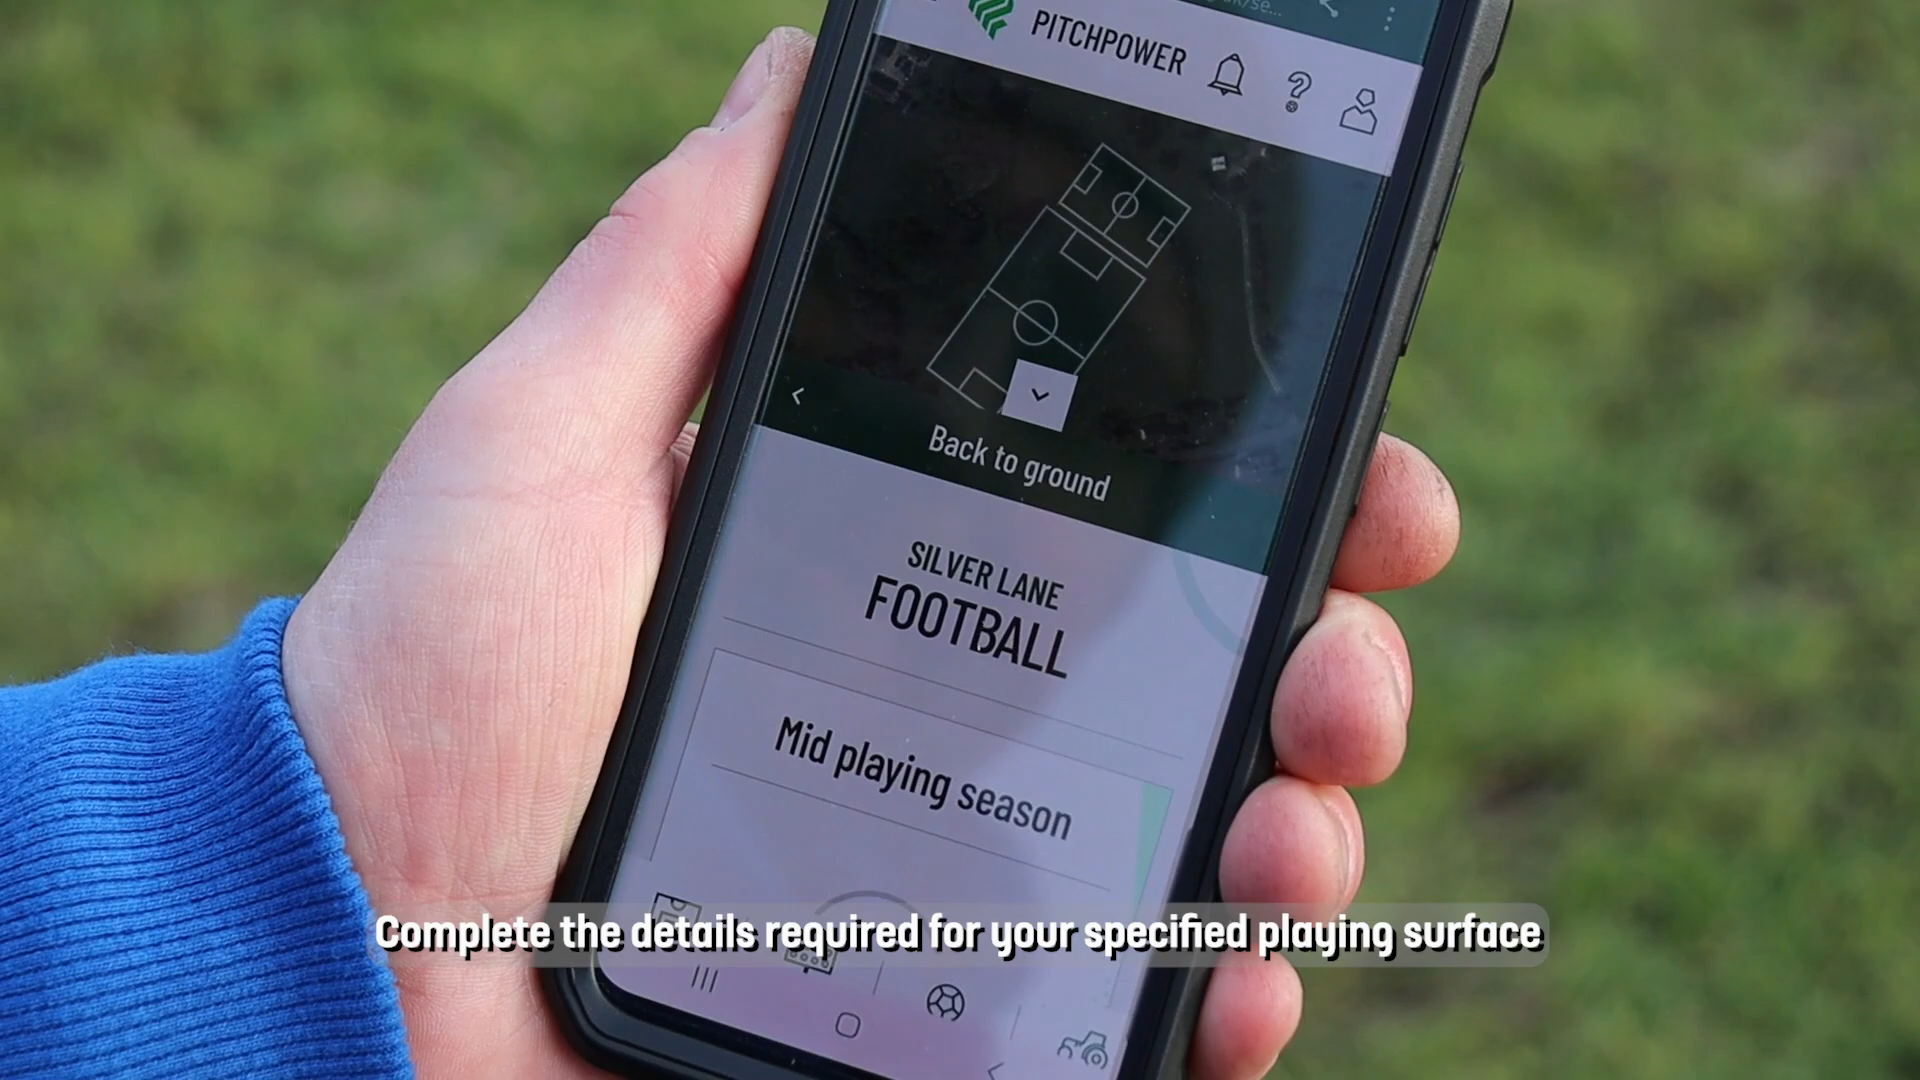 PITCHPOWER
Back to ground
SILVER LANE
FOOTBALL
Mid playing season
Complete the details required for your specified playing surface